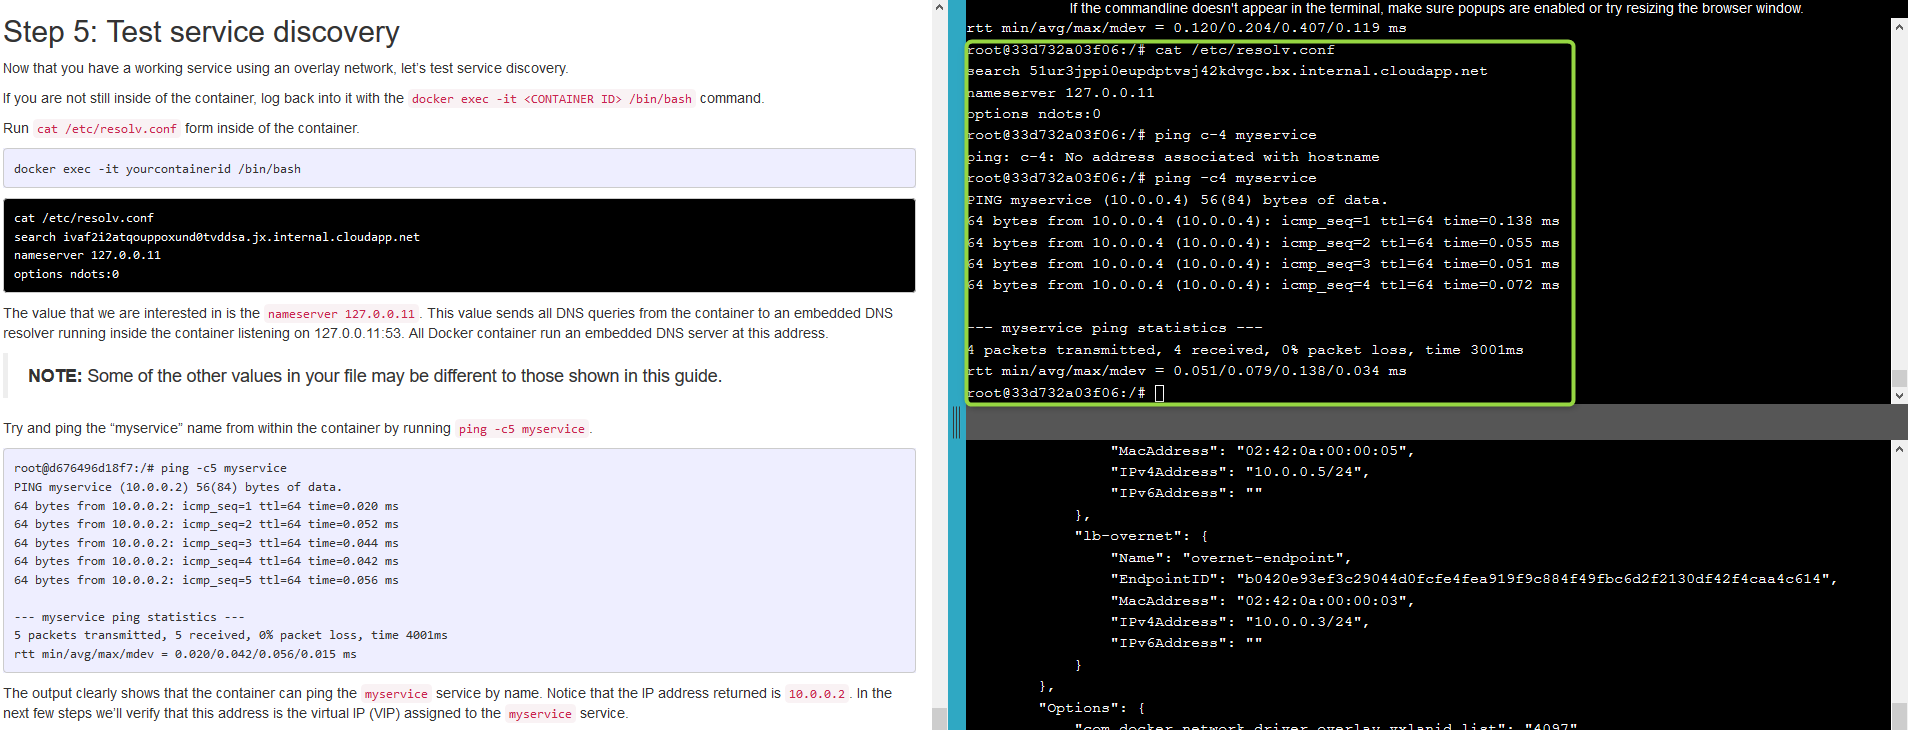 Step 5: Test service discovery
Now that you have a working service using an overlay network, let's test service discovery.
If you are not still inside of the container, log back into it with the docker exec -it <CONTAINER ID> /bin/bash command.
Run cat /etc/resolv.conf form inside of the container.
docker exec -it yourcontainerid /bin/bash
cat /etc/resolv.conf
search ivaf2i2atqouppoxund0tvddsa.jx.internal.cloudapp.net
nameserver 127.0.0.11
options ndots:0
The value that we are interested in is the nameserver 127.0.0.11. This value sends all DNS queries from the container to an embedded DNS
resolver running inside the container listening on 127.0.0.11:53. All Docker container run an embedded DNS server at this address.
NOTE: Some of the other values in your file may be different to those shown in this guide.
Try and ping the “myservice” name from within the container by running ping -c5 myservice.
root@d676496d18f7:/# ping -c5 myservice
PING myservice (10.0.0.2) 56(84) bytes of data.
64 bytes from 10.0.0.2: icmp_seq=1 ttl=64 time=0.020 ms
64 bytes from 10.0.0.2: icmp_seq=2 ttl=64 time=0.052 ms
64 bytes from 10.0.0.2: icmp_seq=3 ttl=64 time=0.044 ms
64 bytes from 10.0.0.2: icmp_seq=4 ttl=64 time=0.042 ms
64 bytes from 10.0.0.2: icmp_seq=5 ttl=64 time=0.056 ms
--- myservice ping statistics ---
5 packets transmitted, 5 received, 0% packet loss, time 4001ms
rtt min/avg/max/mdev = 0.020/0.042/0.056/0.015 ms
The output clearly shows that the container can ping the myservice service by name. Notice that the IP address returned is 10.0.0.2. In the
next few steps we'll verify that this address is the virtual IP (VIP) assigned to the myservice service.
If the commandline doesn't appear in the terminal, make sure popups are enabled or try resizing the browser window.
rtt min/avg/max/mdev = 0.120/0.204/0.407/0.119 ms
root@33d732a03f06:/# cat /etc/resolv.conf
search 51ur3jppi0eupdptvsj42kdvgc.bx.internal.cloudapp.net
nameserver 127.0.0.11
options ndots:0
root@33d732a03f06:/# ping c-4 myservice
ping: c-4: No address associated with hostname
root@33d732a03f06:/# ping -c4 myservice
PING myservice (10.0.0.4) 56(84) bytes of data.
64 bytes from 10.0.0.4 (10.0.0.4): icmp_seq=1 ttl=64 time=0.138 ms
64 bytes from 10.0.0.4 (10.0.0.4): icmp_seq=2 ttl=64 time=0.055 ms
64 bytes from 10.0.0.4 (10.0.0.4): icmp_seq=3 ttl=64 time=0.051 ms
64 bytes from 10.0.0.4 (10.0.0.4): icmp_seq=4 ttl=64 time=0.072 ms
--- myservice ping statistics ---
4 packets transmitted, 4 received, 0% packet loss, time 3001ms
rtt min/avg/max/mdev = 0.051/0.079/0.138/0.034 ms
root@33d732a03f06:/#
"MacAddress": "02:42:0a:00:00:05",
"IPv4Address": "10.0.0.5/24",
"IPv6Address": ""
},
"lb-overnet": {
"Name": "overnet-endpoint",
"EndpointID": "b0420e93ef3c29044d0fcfe4fea919f9c884f49fbc6d2f2130df42f4caa4c614",
"MacAddress": "02:42:0a:00:00:03",
"IPv4Address": "10.0.0.3/24",
"IPv6Address": ""
}
},
"Options": {
"com.docker.network.driver.overlay.vxlanid_list": "4097"